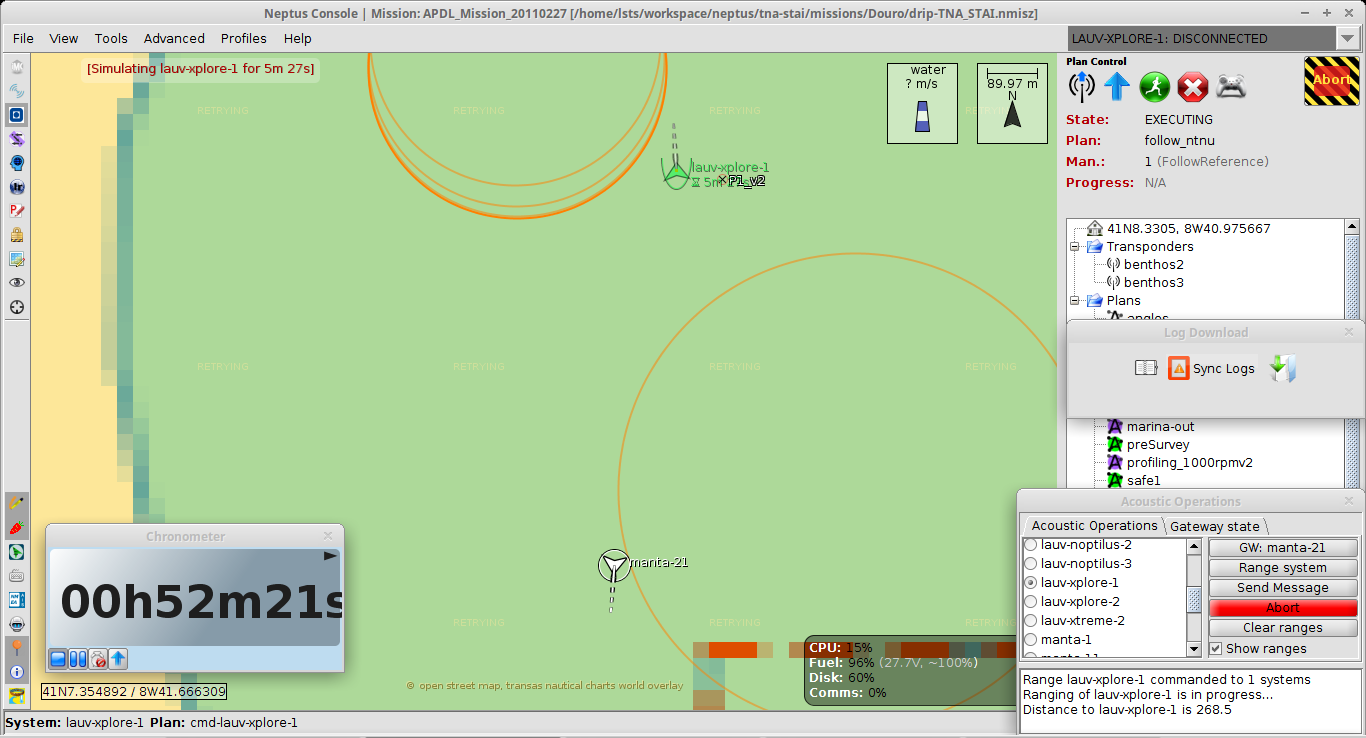 Neptus Console | Mission: APDL_Mission_20110227 [/home/lsts/workspace/neptus/tna-stai/missions/Douro/drip-TNA_STAI.nmisz]
File View Tools Advanced Profiles Help
LAUV-XPLORE-1: DISCONNECTED
[Simulating lauv-xplore-1 for 5m 27s]
water
? m/s
89.97 m
N
Plan Control
Abort
State: EXECUTING
Plan: follow_ntnu
Man.: 1 (FollowReference)
Progress: N/A
RETRYING RETRYING RETRYING RETRYING
lauv-xplore-1
P1_v2
41N8.3305, 8W40.975667
Transponders
benthos2
benthos3
Plans
angles
Log Download
Sync Logs
RETRYING RETRYING RETRYING RETRYING
marina-out
preSurvey
profiling_1000rpmv2
safe1
Acoustic Operations
Acoustic Operations Gateway state
lauv-noptilus-2
lauv-noptilus-3
lauv-xplore-1
lauv-xplore-2
lauv-xtreme-2
manta-1
manta-11
GW: manta-21
Range system
Send Message
Abort
Clear ranges
Show ranges
Range lauv-xplore-1 commanded to 1 systems
Ranging of lauv-xplore-1 is in progress...
Distance to lauv-xplore-1 is 268.5
Chronometer
00h52m21s
manta-21
RETRYING RETRYING RETRYING
CPU: 15%
Fuel: 96% (27.7V, ~100%)
Disk: 60%
Comms: 0%
© open street map, transas nautical charts world overlay
41N7.354892 / 8W41.666309
System: lauv-xplore-1 Plan: cmd-lauv-xplore-1